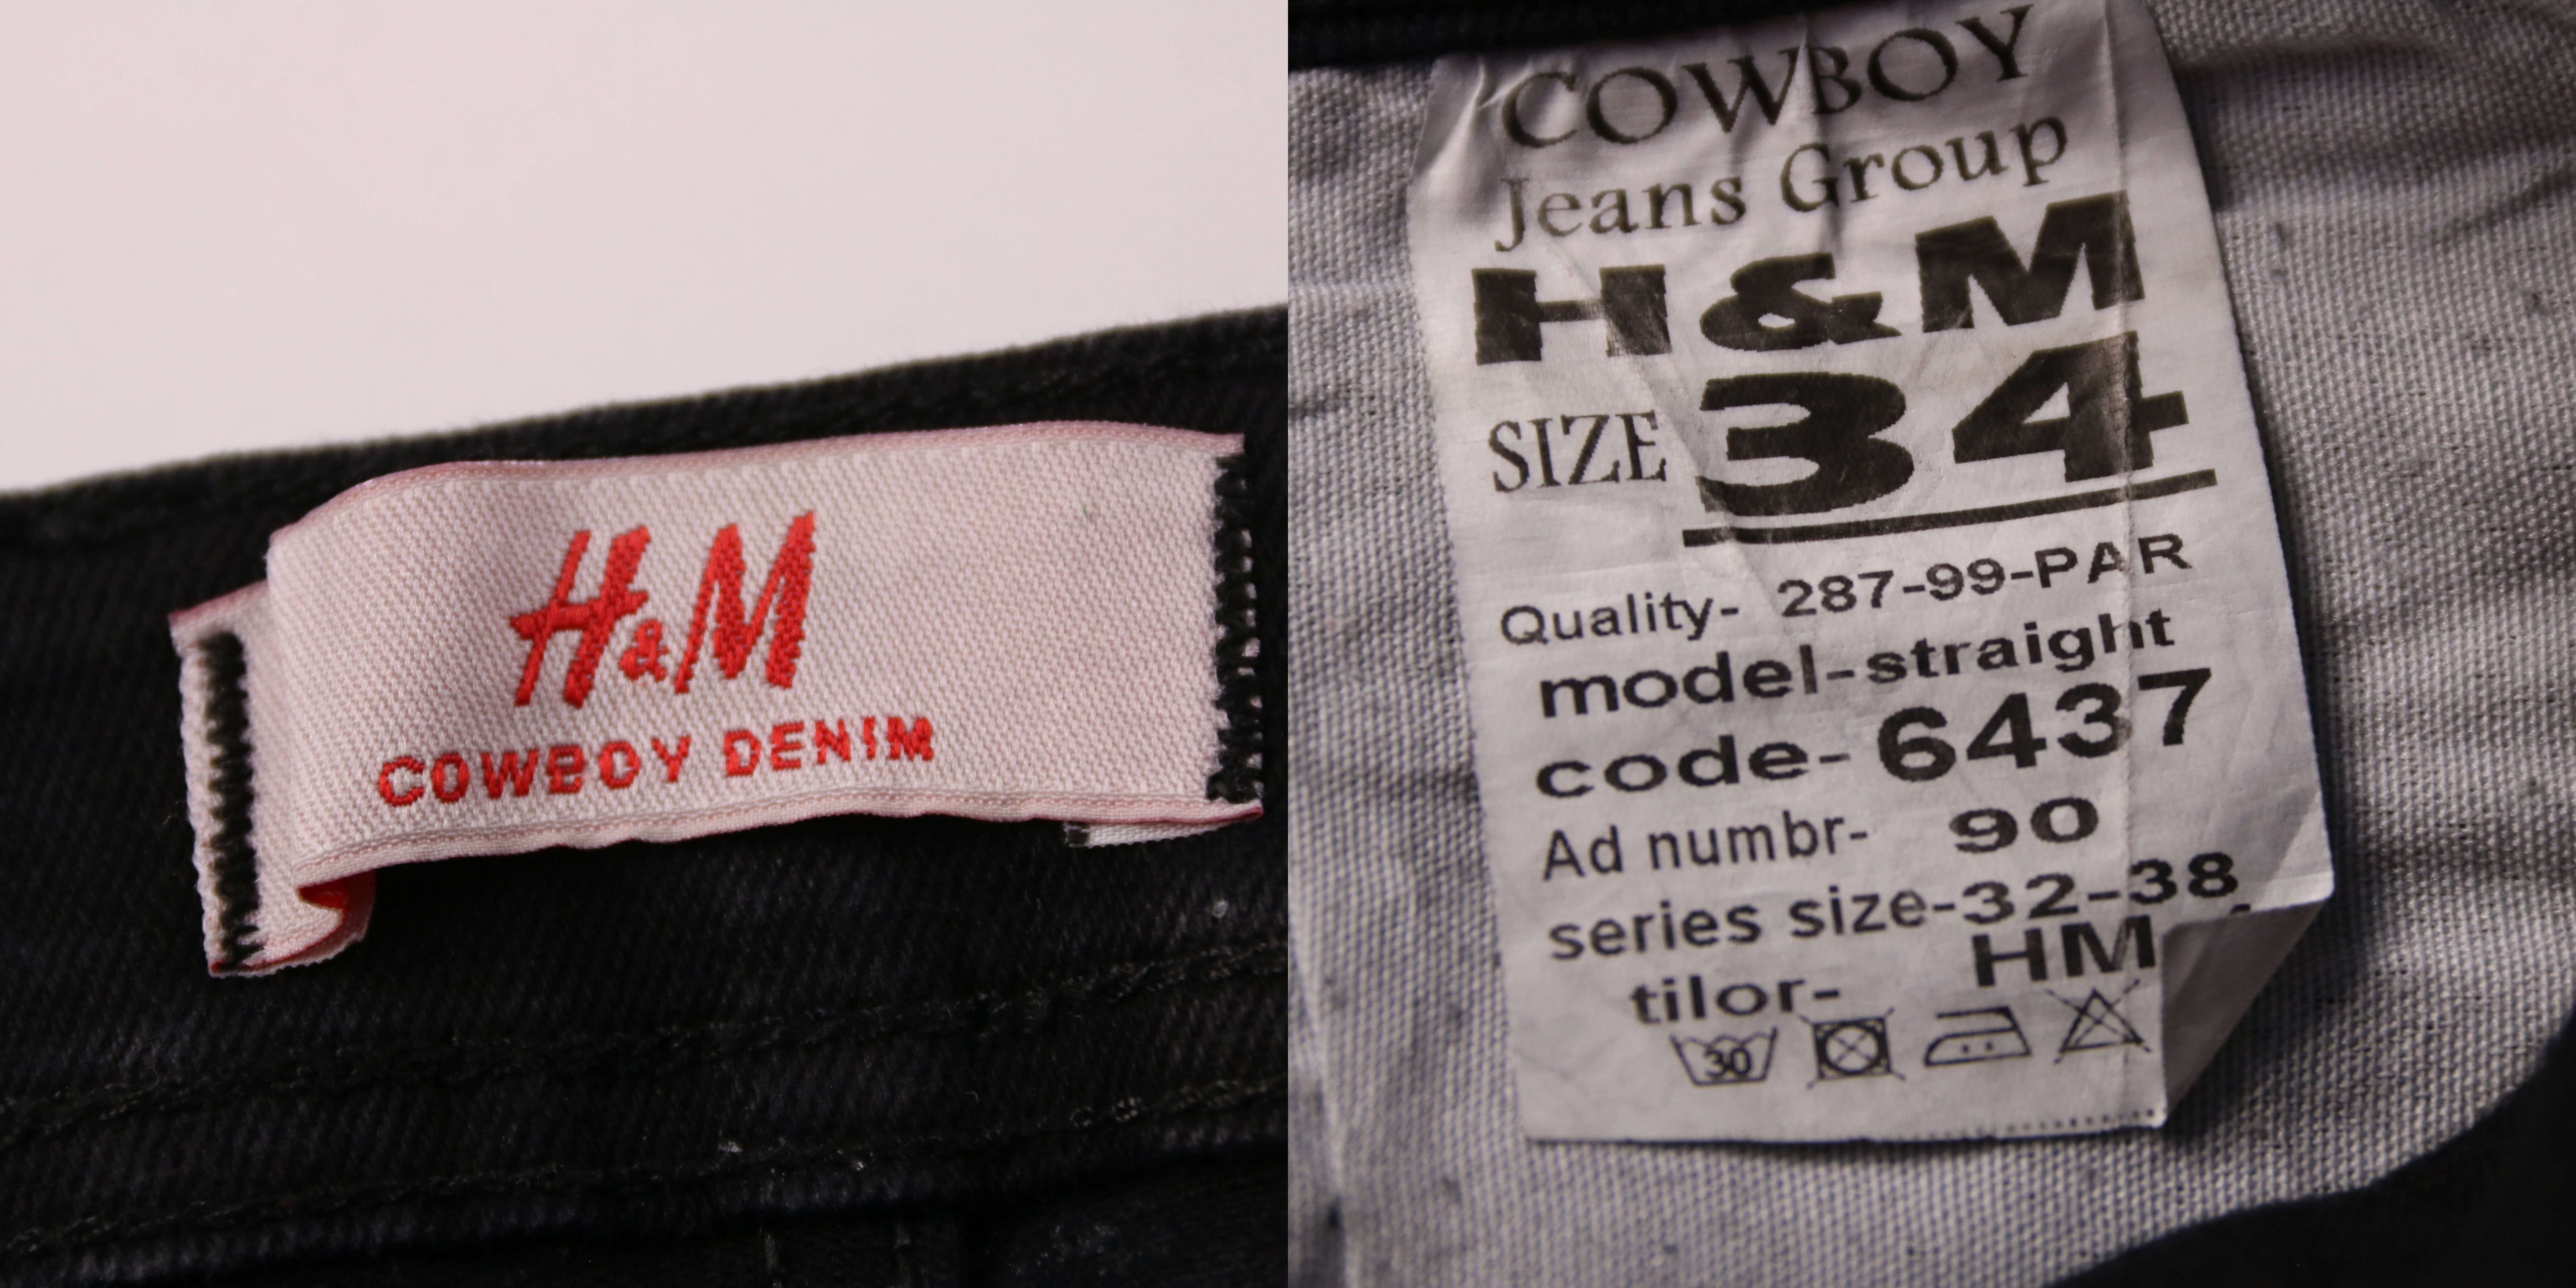 H&M
COWBOY DENIM
COWBOY
Jeans Group
H&M
SIZE 34
Quality- 287-99-PAR
model-straight
code-6437
Ad numbr- 90
series size-32-38
tilor- HM
30